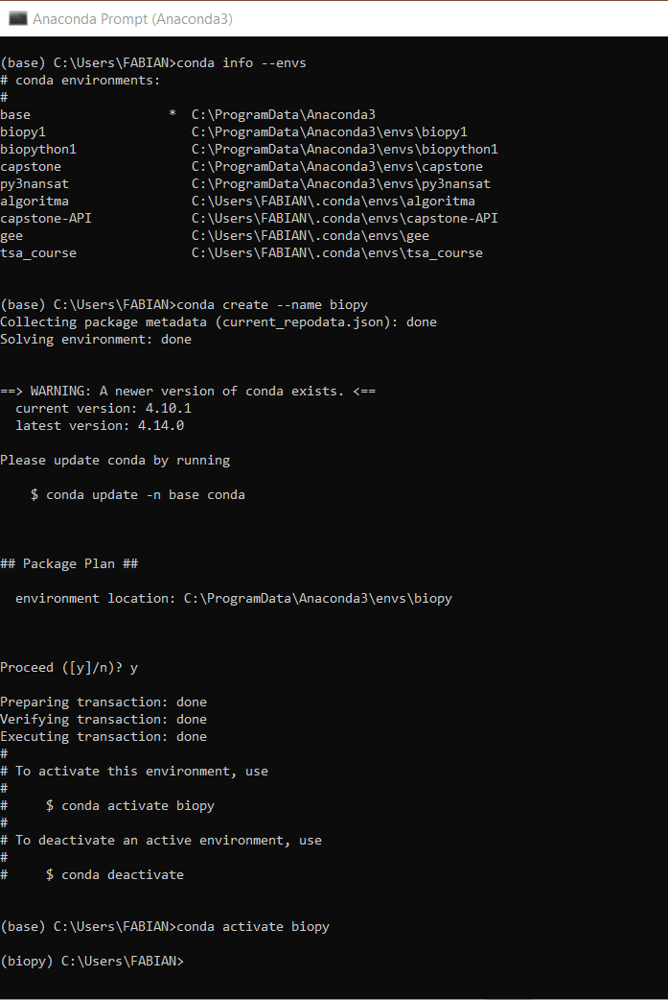 Anaconda Prompt (Anaconda3)
(base) C:\Users\FABIAN>conda info --envs
# conda environments:
#
base                  *  C:\ProgramData\Anaconda3
biopy1                   C:\ProgramData\Anaconda3\envs\biopy1
biopython1               C:\ProgramData\Anaconda3\envs\biopython1
capstone                 C:\ProgramData\Anaconda3\envs\capstone
py3nansat                C:\ProgramData\Anaconda3\envs\py3nansat
algoritma                C:\Users\FABIAN\.conda\envs\algoritma
capstone-API             C:\Users\FABIAN\.conda\envs\capstone-API
gee                      C:\Users\FABIAN\.conda\envs\gee
tsa_course               C:\Users\FABIAN\.conda\envs\tsa_course
(base) C:\Users\FABIAN>conda create --name biopy
Collecting package metadata (current_repodata.json): done
Solving environment: done
==> WARNING: A newer version of conda exists. <==
  current version: 4.10.1
  latest version: 4.14.0
Please update conda by running
    $ conda update -n base conda
## Package Plan ##
  environment location: C:\ProgramData\Anaconda3\envs\biopy
Proceed ([y]/n)? y
Preparing transaction: done
Verifying transaction: done
Executing transaction: done
#
# To activate this environment, use
#
#     $ conda activate biopy
#
# To deactivate an active environment, use
#
#     $ conda deactivate
(base) C:\Users\FABIAN>conda activate biopy
(biopy) C:\Users\FABIAN>